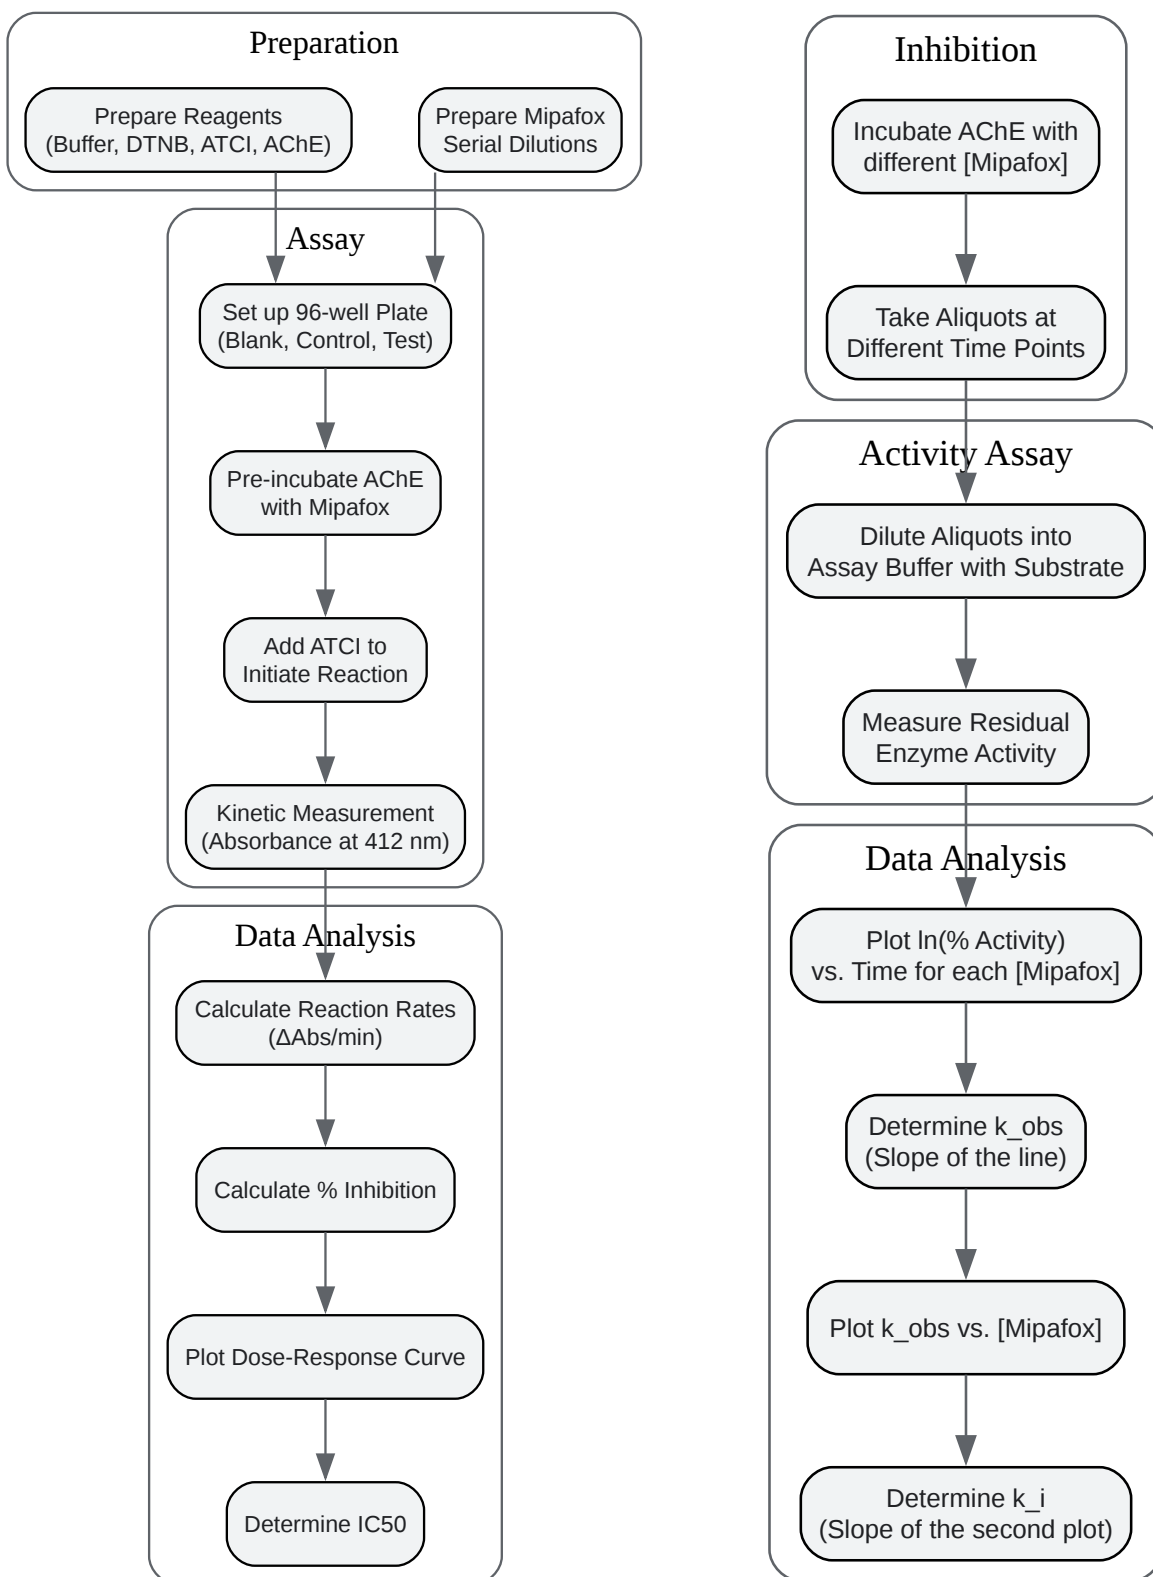 Preparation
Prepare Reagents
(Buffer, DTNB, ATCI, AChE)
Prepare Mipafox
Serial Dilutions
Assay
Set up 96-well Plate
(Blank, Control, Test)
Pre-incubate AChE
with Mipafox
Add ATCI to
Initiate Reaction
Kinetic Measurement
(Absorbance at 412 nm)
Data Analysis
Calculate Reaction Rates
(ΔAbs/min)
Calculate % Inhibition
Plot Dose-Response Curve
Determine IC50
Inhibition
Incubate AChE with
different [Mipafox]
Take Aliquots at
Different Time Points
Activity Assay
Dilute Aliquots into
Assay Buffer with Substrate
Measure Residual
Enzyme Activity
Data Analysis
Plot ln(% Activity)
vs. Time for each [Mipafox]
Determine k_obs
(Slope of the line)
Plot k_obs vs. [Mipafox]
Determine k_i
(Slope of the second plot)